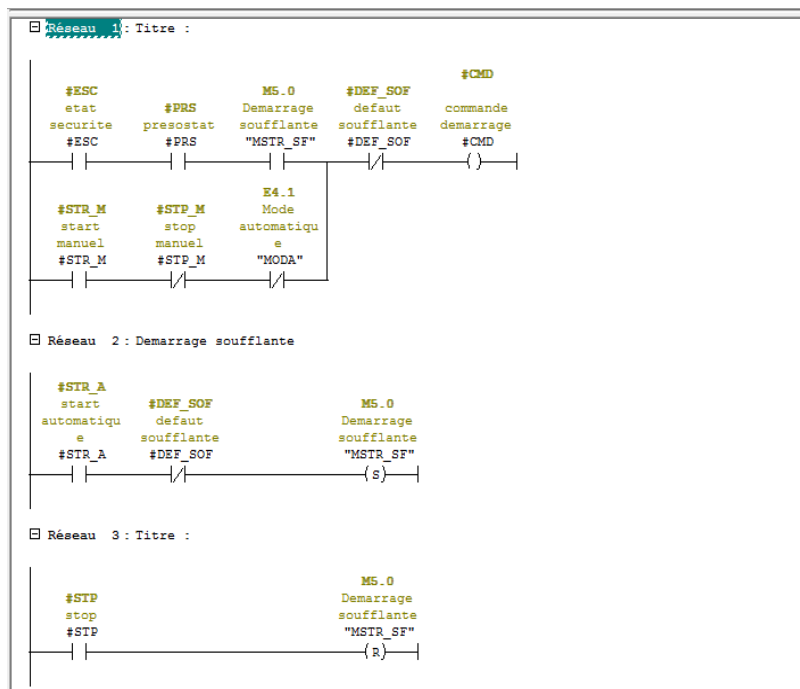 Réseau 1 : Titre :
#CMD
#ESC M5.0 #DEF_SOF
etat #PRS Demarrage defaut commande
securite presostat soufflante soufflante demarrage
#ESC #PRS "MSTR_SF" #DEF_SOF #CMD
E4.1
#STR_M #STP_M Mode
start stop automatiqu
manuel manuel e
#STR_M #STP_M "MODA"
Réseau 2 : Demarrage soufflante
#STR_A
start #DEF_SOF M5.0
automatiqu defaut Demarrage
e soufflante soufflante
#STR_A #DEF_SOF "MSTR_SF"
S
Réseau 3 : Titre :
M5.0
#STP Demarrage
stop soufflante
#STP "MSTR_SF"
R